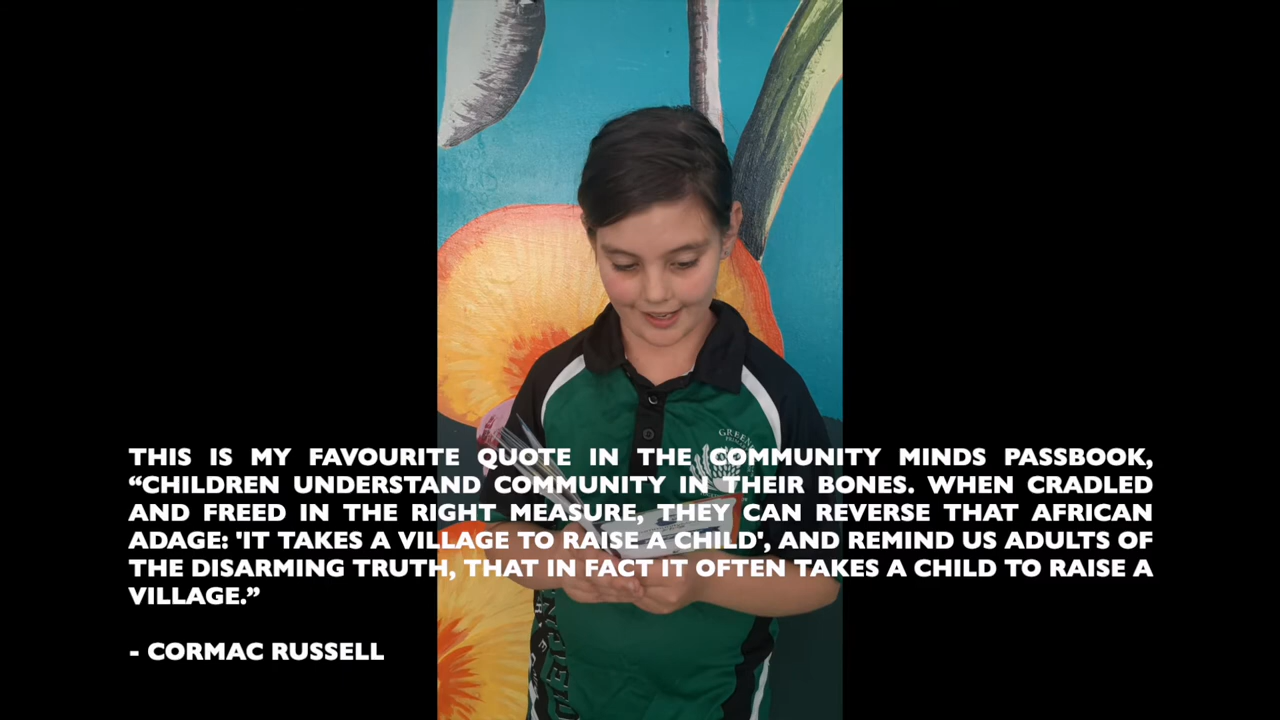 THIS IS MY FAVOURITE QUOTE IN THE COMMUNITY MINDS PASSBOOK,
“CHILDREN UNDERSTAND COMMUNITY IN THEIR BONES. WHEN CRADLED
AND FREED IN THE RIGHT MEASURE, THEY CAN REVERSE THAT AFRICAN
ADAGE: 'IT TAKES A VILLAGE TO RAISE A CHILD', AND REMIND US ADULTS OF
THE DISARMING TRUTH, THAT IN FACT IT OFTEN TAKES A CHILD TO RAISE A
VILLAGE.”
- CORMAC RUSSELL